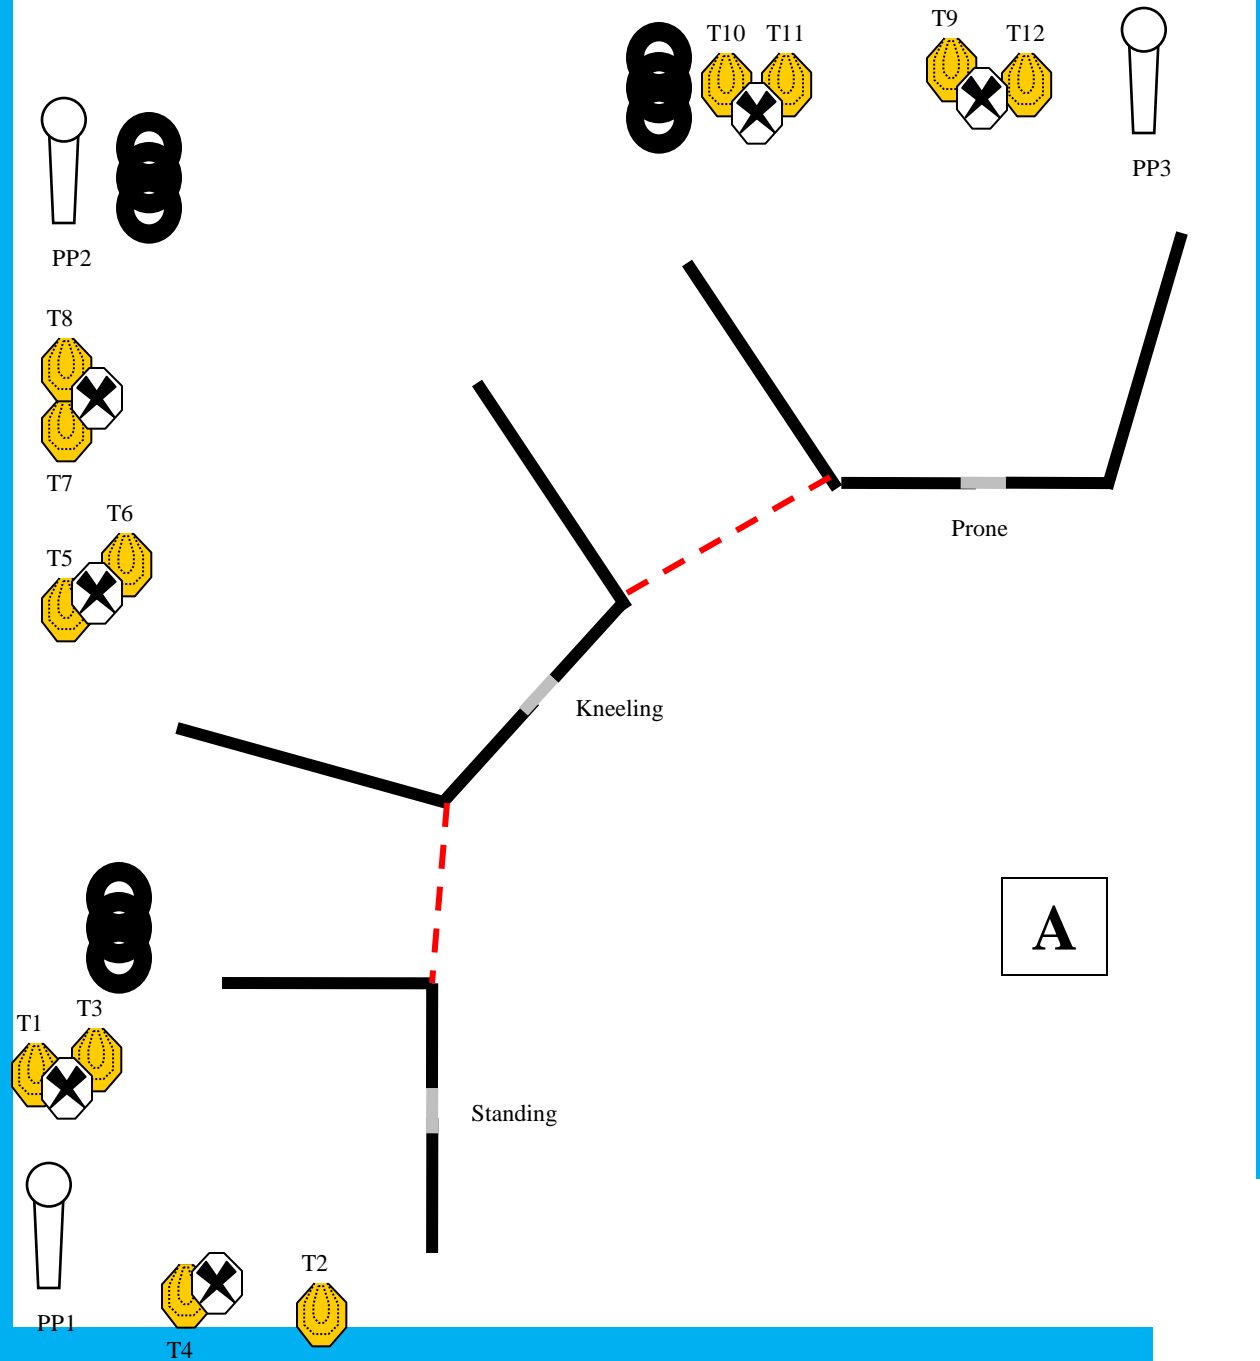 T9
T10 T11
T12
PP3
PP2
T8
T7
T6
Prone
T5
Kneeling
A
T3
T1
Standing
T2
PP1
T4